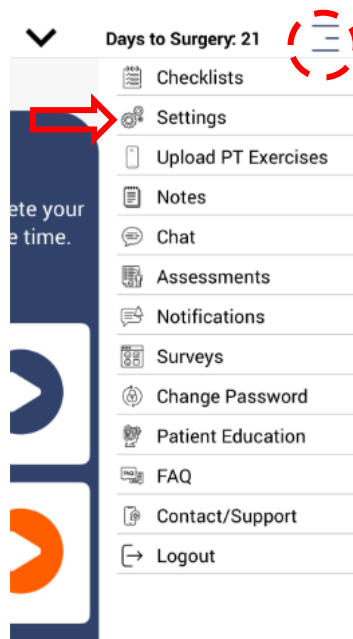 Days to Surgery: 21
Checklists
Settings
Upload PT Exercises
ete your
Notes
e time.
Chat
Assessments
Notifications
Surveys
Change Password
Patient Education
FAQ
Contact/Support
Logout